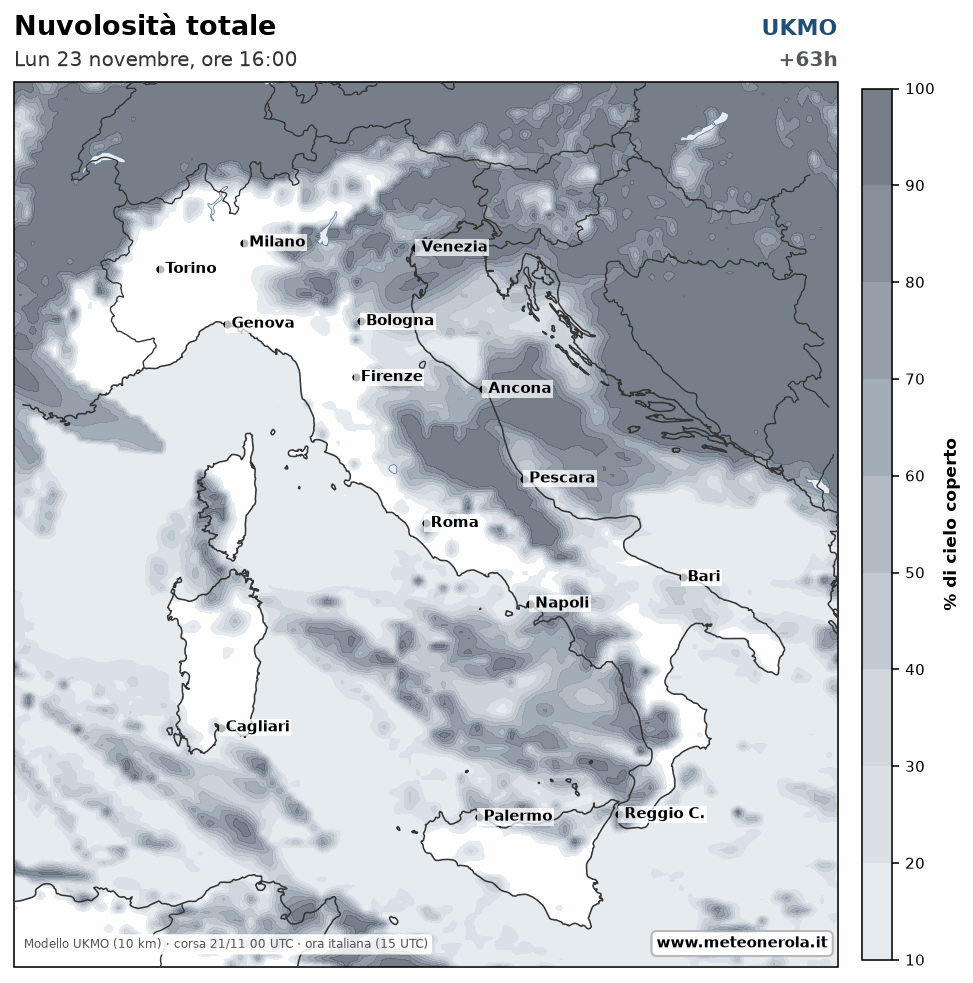 Nuvolosità totale
UKMO
Lun 23 novembre, ore 16:00
+63h
100
90
80
70
60
50
40
30
20
10
% di cielo coperto
Milano
Venezia
Torino
Genova
Bologna
Firenze
Ancona
Pescara
Roma
Bari
Napoli
Cagliari
Palermo
Reggio C.
Modello UKMO (10 km) · corsa 21/11 00 UTC · ora italiana (15 UTC)
www.meteonerola.it